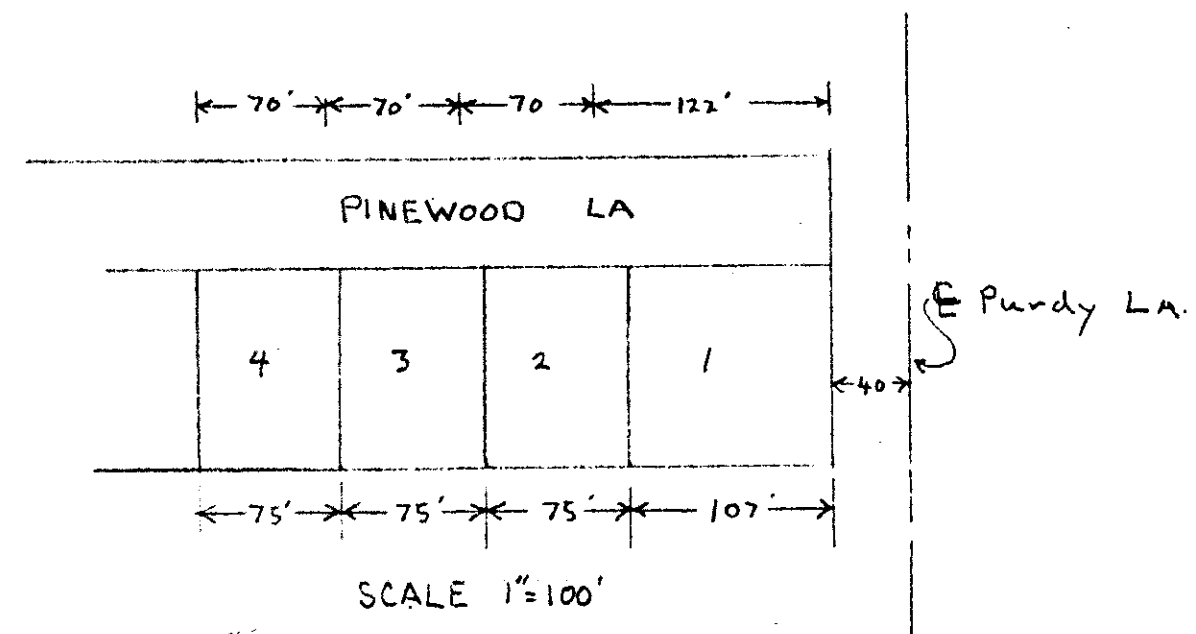 70' 70' 70 122'
PINEWOOD LA
℄ Purdy LA.
4 3 2 1
40
75' 75' 75' 107'
SCALE 1"=100'